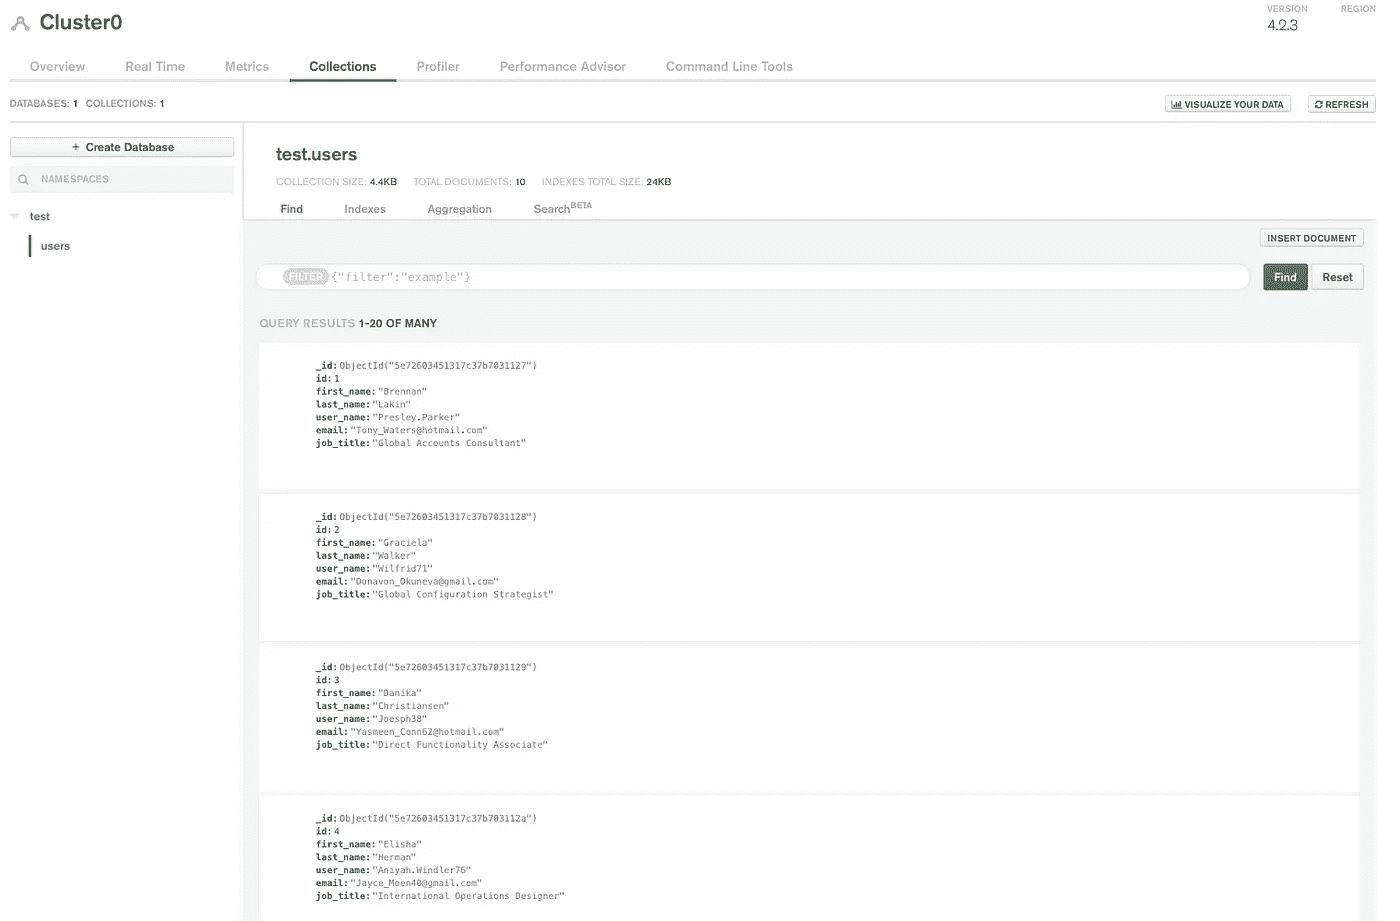 Cluster0
VERSION
4.2.3
REGION
Overview Real Time Metrics Collections Profiler Performance Advisor Command Line Tools
DATABASES: 1 COLLECTIONS: 1
VISUALIZE YOUR DATA
REFRESH
+ Create Database
NAMESPACES
test
users
test.users
COLLECTION SIZE: 4.4KB TOTAL DOCUMENTS: 10 INDEXES TOTAL SIZE: 24KB
Find Indexes Aggregation Search BETA
INSERT DOCUMENT
FILTER {"filter":"example"}
Find
Reset
QUERY RESULTS 1-20 OF MANY
_id: ObjectId("5e72603451317c37b7031127")
id: 1
first_name: "Brennan"
last_name: "Lakin"
user_name: "Presley.Parker"
email: "Tony_Waters@hotmail.com"
job_title: "Global Accounts Consultant"
_id: ObjectId("5e72603451317c37b7031128")
id: 2
first_name: "Graciela"
last_name: "Walker"
user_name: "Wilfrid71"
email: "Donavon_Okuneva@gmail.com"
job_title: "Global Configuration Strategist"
_id: ObjectId("5e72603451317c37b7031129")
id: 3
first_name: "Danika"
last_name: "Christiansen"
user_name: "Joesph38"
email: "Yasmeen_Conn62@hotmail.com"
job_title: "Direct Functionality Associate"
_id: ObjectId("5e72603451317c37b703112a")
id: 4
first_name: "Elisha"
last_name: "Herman"
user_name: "Aniyah.Windler76"
email: "Jayce_Moen40@gmail.com"
job_title: "International Operations Designer"